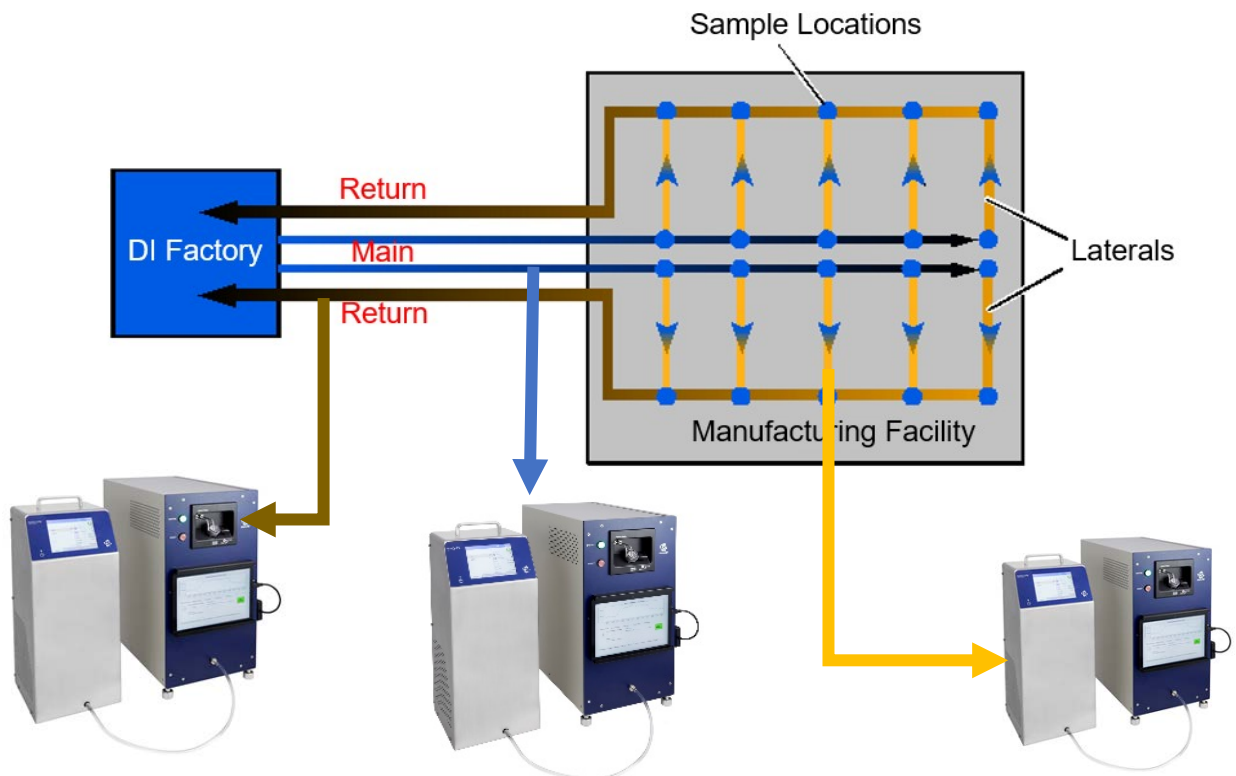 Sample Locations
Return
DI Factory
Main
Laterals
Return
Manufacturing Facility